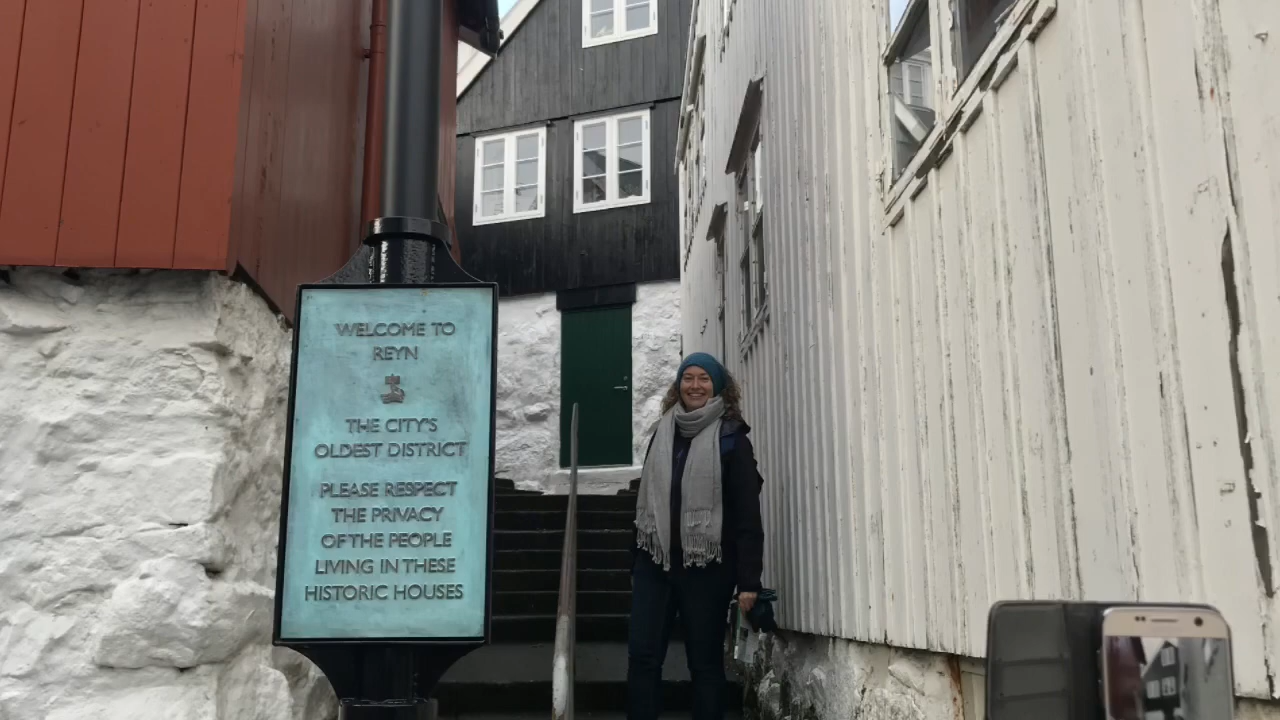 WELCOME TO
REYN
THE CITY'S
OLDEST DISTRICT
PLEASE RESPECT
THE PRIVACY
OF THE PEOPLE
LIVING IN THESE
HISTORIC HOUSES